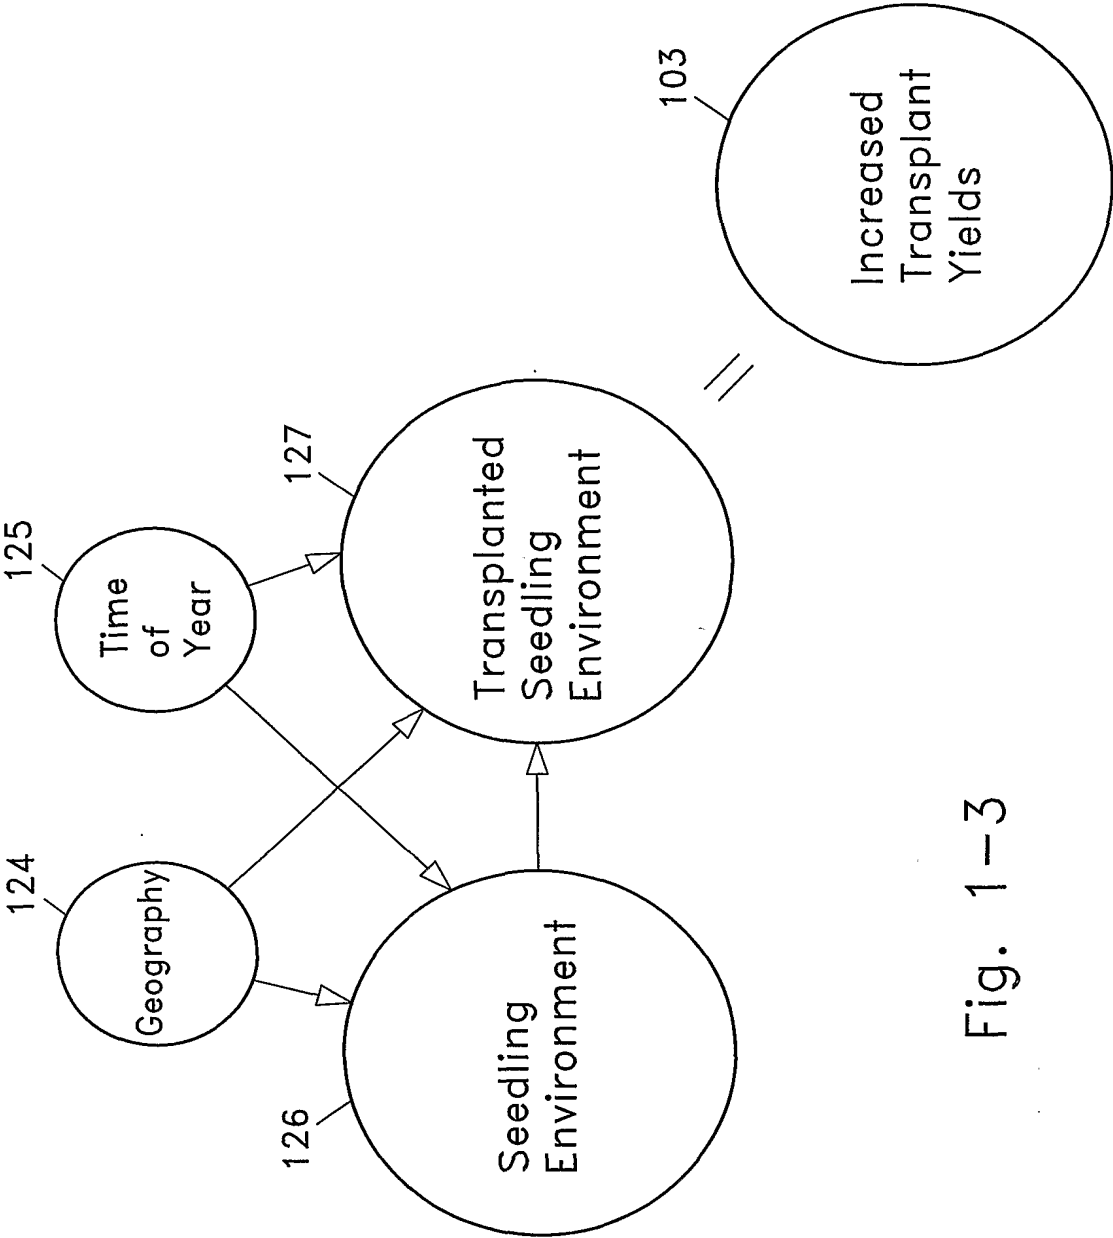 124
Geography
125
Time
of
Year
126
Seedling
Environment
127
Transplanted
Seedling
Environment
=
103
Increased
Transplant
Yields
Fig. 1-3